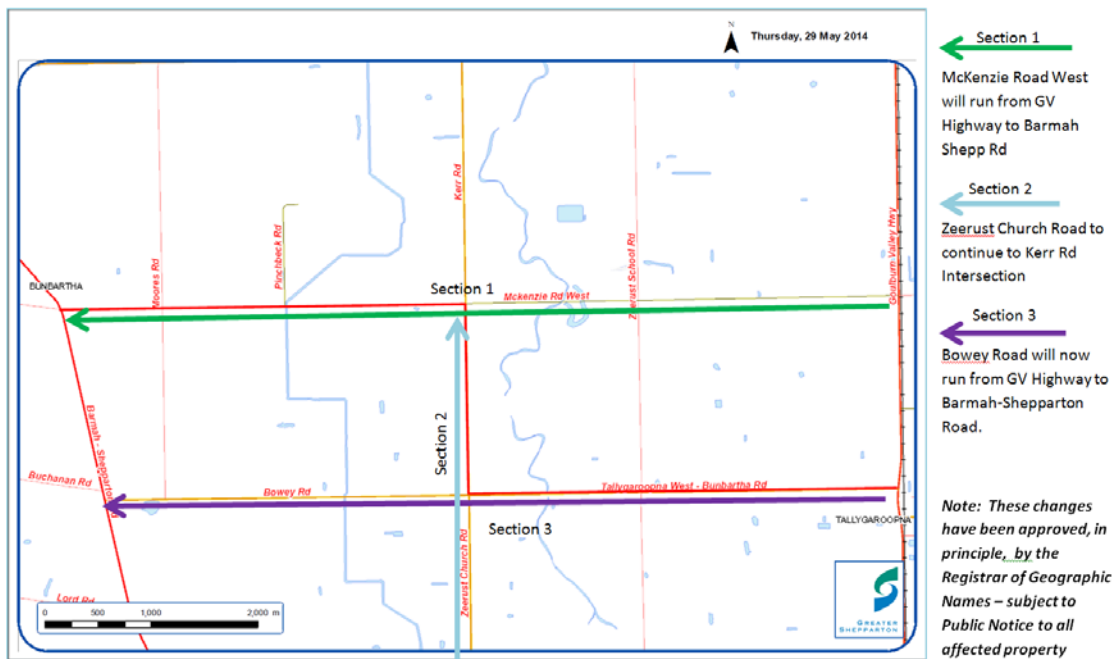 N
Thursday, 29 May 2014
Section 1
McKenzie Road West
will run from GV
Highway to Barmah
Shepp Rd
Section 2
Zeerust Church Road to
continue to Kerr Rd
Intersection
Section 3
Bowey Road will now
run from GV Highway to
Barmah-Shepparton
Road.
Note: These changes
have been approved, in
principle, by the
Registrar of Geographic
Names – subject to
Public Notice to all
affected property
Kerr Rd
Pinchbeck Rd
Moores Rd
Zeerust School Rd
Goulburn Valley Hwy
BUNBARTHA
Section 1
Mckenzie Rd West
Section 2
Barmah - Shepparton
Buchanan Rd
Bowey Rd
Tallygaroopna West - Bunbartha Rd
TALLYGAROOPNA
Section 3
Zeerust Church Rd
Lord Rd
0 500 1,000 2,000 m
GREATER
SHEPPARTON